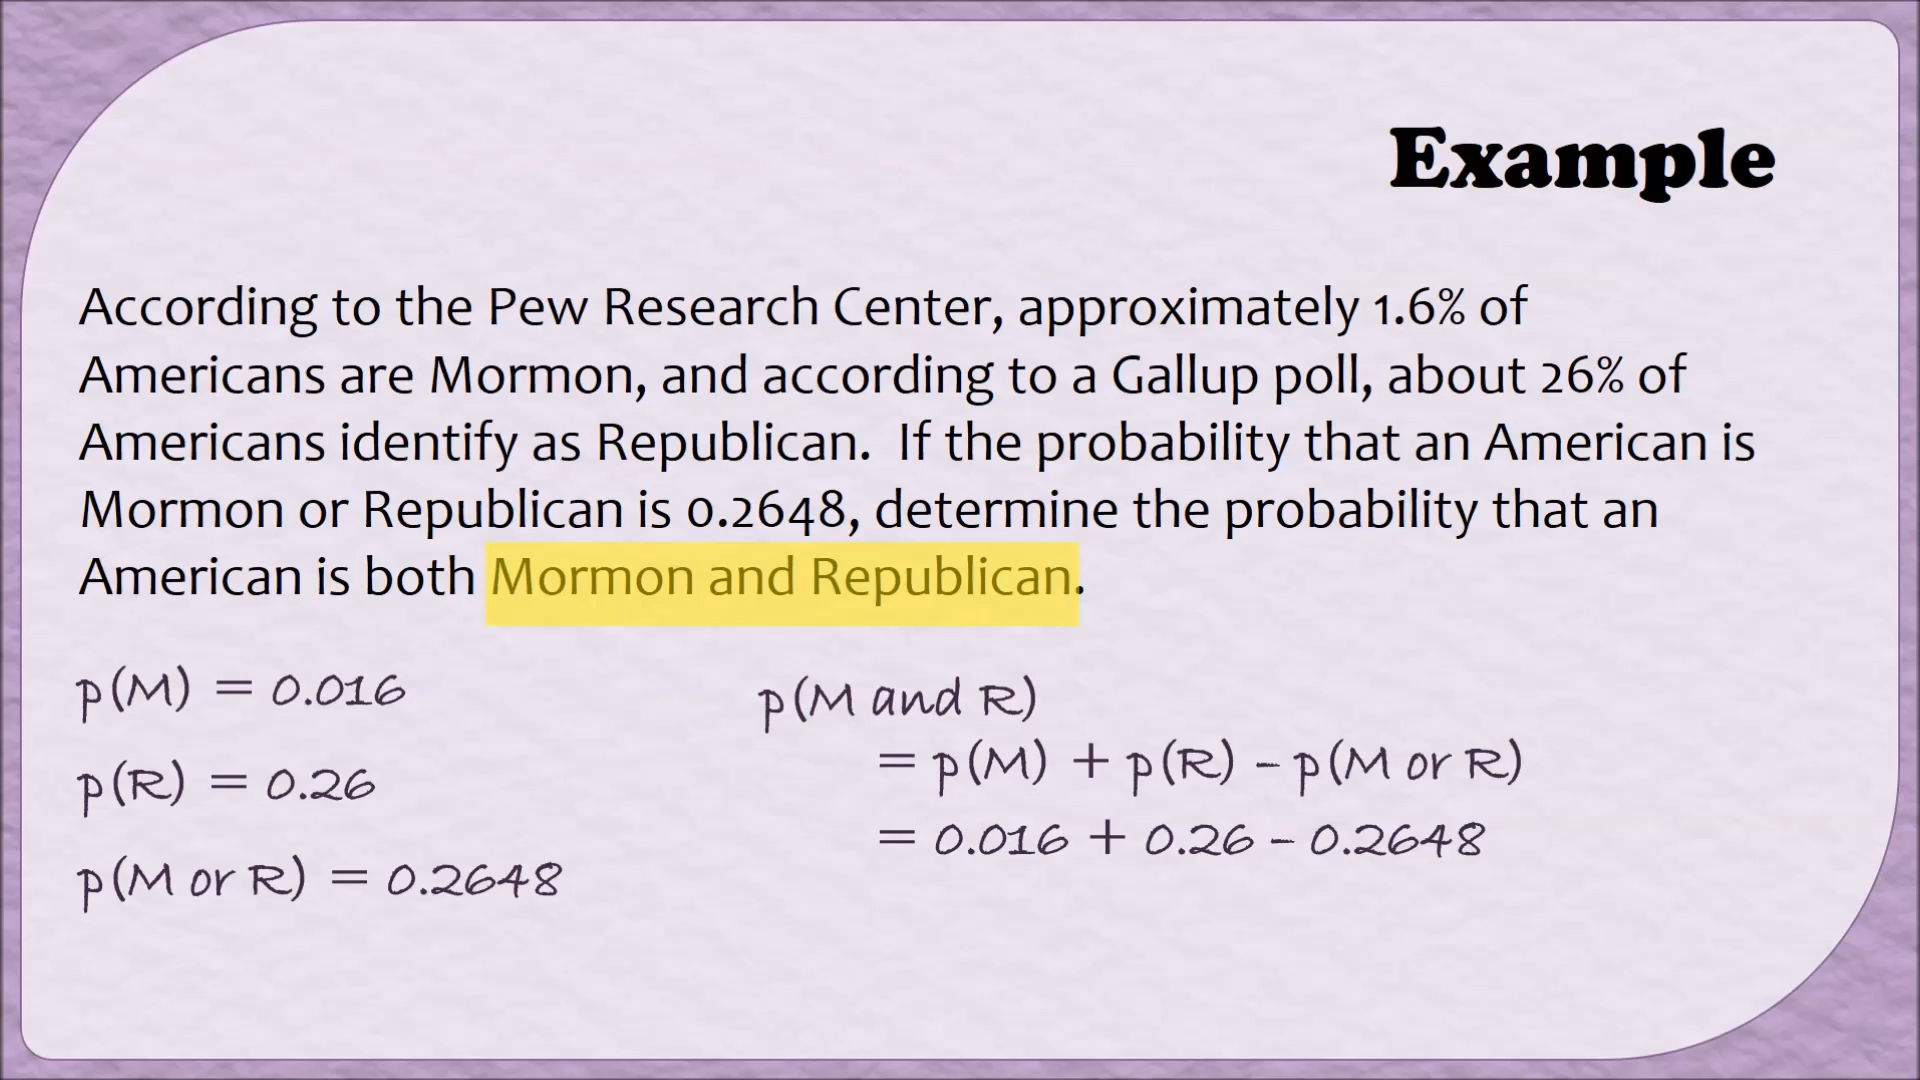 Example
According to the Pew Research Center, approximately 1.6% of
Americans are Mormon, and according to a Gallup poll, about 26% of
Americans identify as Republican.  If the probability that an American is
Mormon or Republican is 0.2648, determine the probability that an
American is both Mormon and Republican.
p(M) = 0.016
p(R) = 0.26
p(M or R) = 0.2648
p(M and R)
= p(M) + p(R) - p(M or R)
= 0.016 + 0.26 - 0.2648